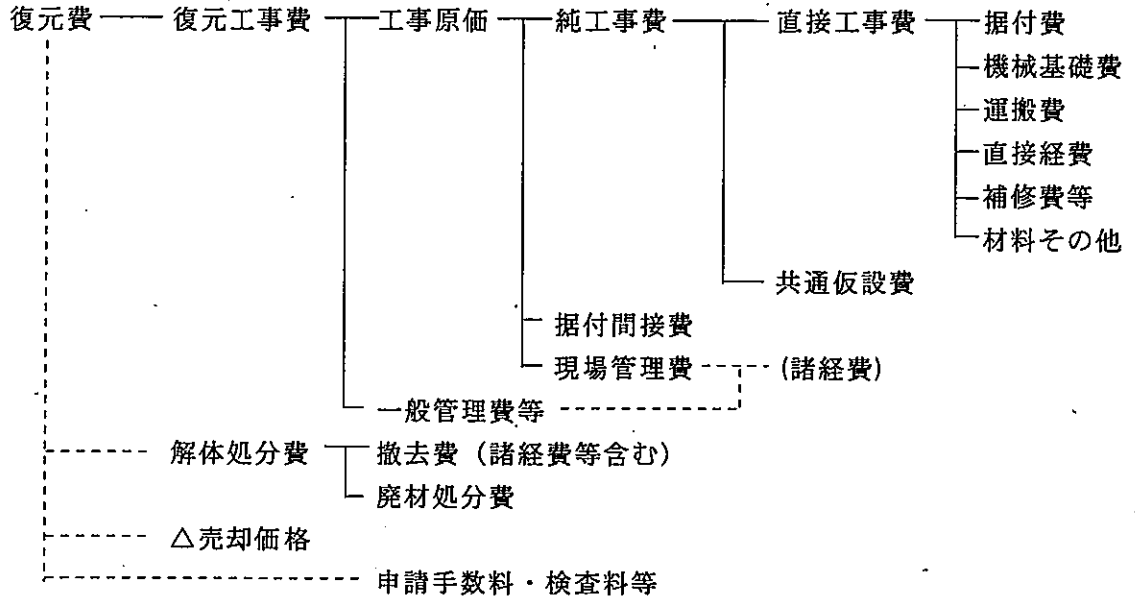 復元費 復元工事費 工事原価 純工事費 直接工事費 据付費
機械基礎費
運搬費
直接経費
補修費等
材料その他
共通仮設費
据付間接費
現場管理費 (諸経費)
一般管理費等
解体処分費 撤去費（諸経費等含む）
廃材処分費
△売却価格
申請手数料・検査料等